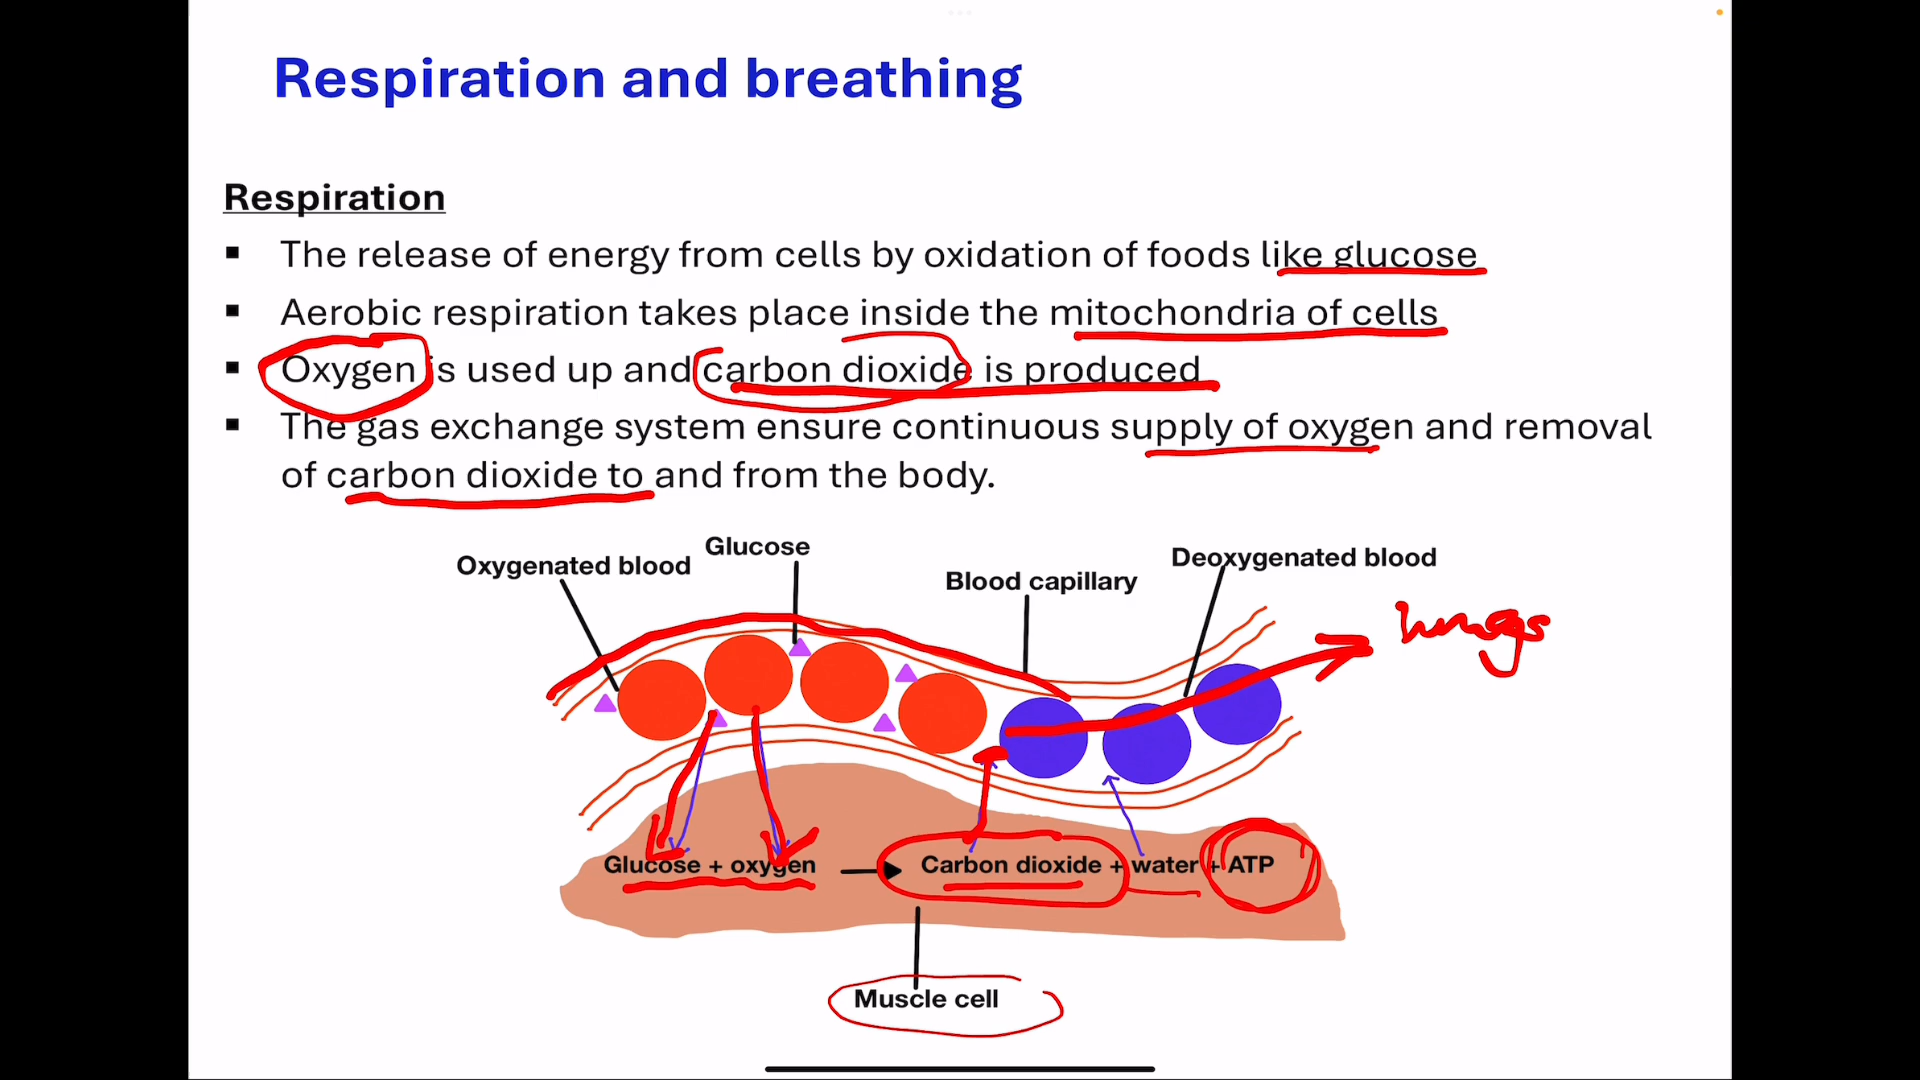 Respiration and breathing
Respiration
▪ The release of energy from cells by oxidation of foods like glucose
▪ Aerobic respiration takes place inside the mitochondria of cells
▪ Oxygen is used up and carbon dioxide is produced
▪ The gas exchange system ensure continuous supply of oxygen and removal
of carbon dioxide to and from the body.
Oxygenated blood
Glucose
Blood capillary
Deoxygenated blood
lungs
Glucose + oxygen
Carbon dioxide + water + ATP
Muscle cell